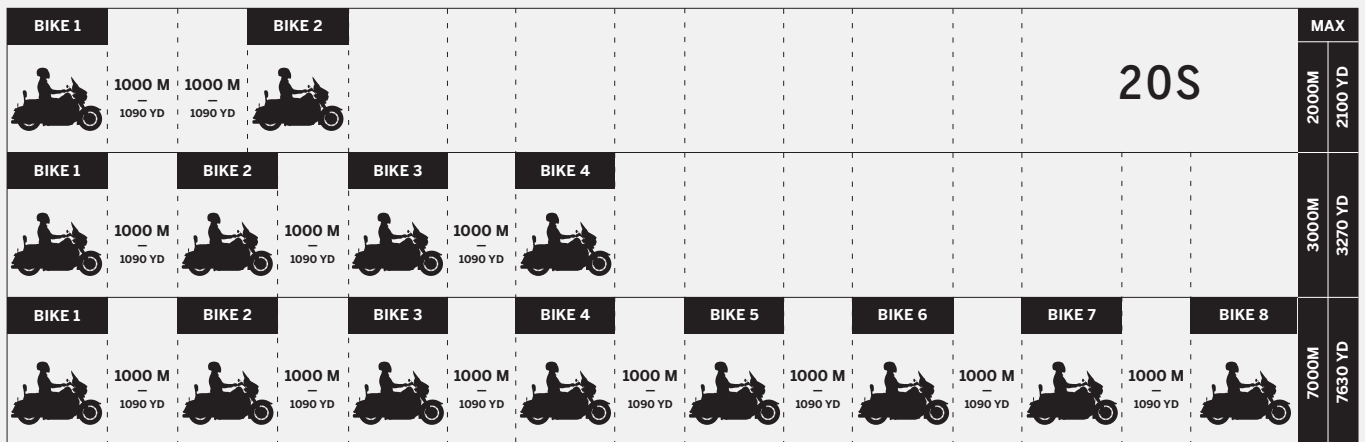 BIKE 1 BIKE 2 MAX
1000 M 1000 M 20S 2000M 2100 YD
— —
1090 YD 1090 YD
BIKE 1 BIKE 2 BIKE 3 BIKE 4
1000 M 1000 M 1000 M 3000M 3270 YD
— — —
1090 YD 1090 YD 1090 YD
BIKE 1 BIKE 2 BIKE 3 BIKE 4 BIKE 5 BIKE 6 BIKE 7 BIKE 8
1000 M 1000 M 1000 M 1000 M 1000 M 1000 M 1000 M 7000M 7630 YD
— — — — — — —
1090 YD 1090 YD 1090 YD 1090 YD 1090 YD 1090 YD 1090 YD